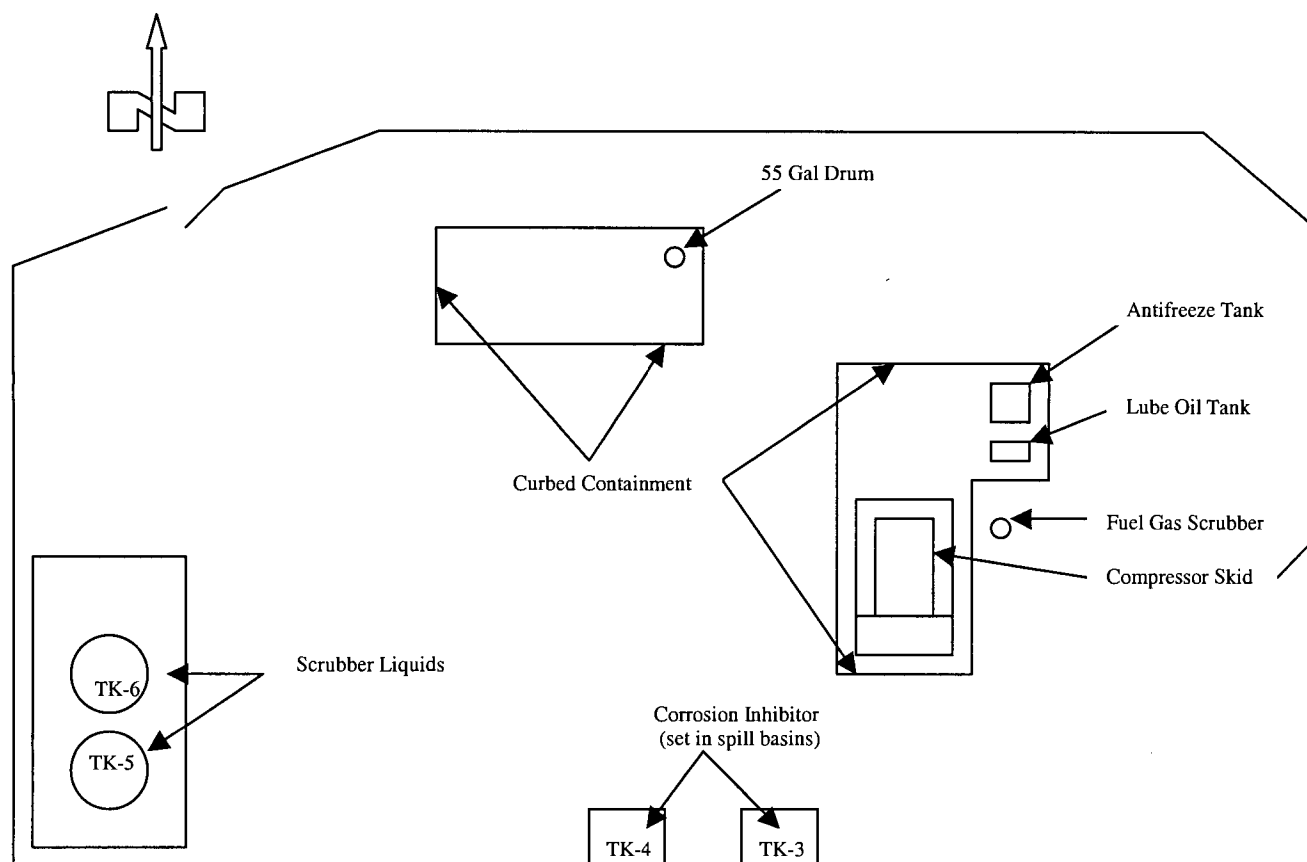 55 Gal Drum
Antifreeze Tank
Lube Oil Tank
Curbed Containment
Fuel Gas Scrubber
Compressor Skid
Scrubber Liquids
TK-6
Corrosion Inhibitor
(set in spill basins)
TK-5
TK-4
TK-3